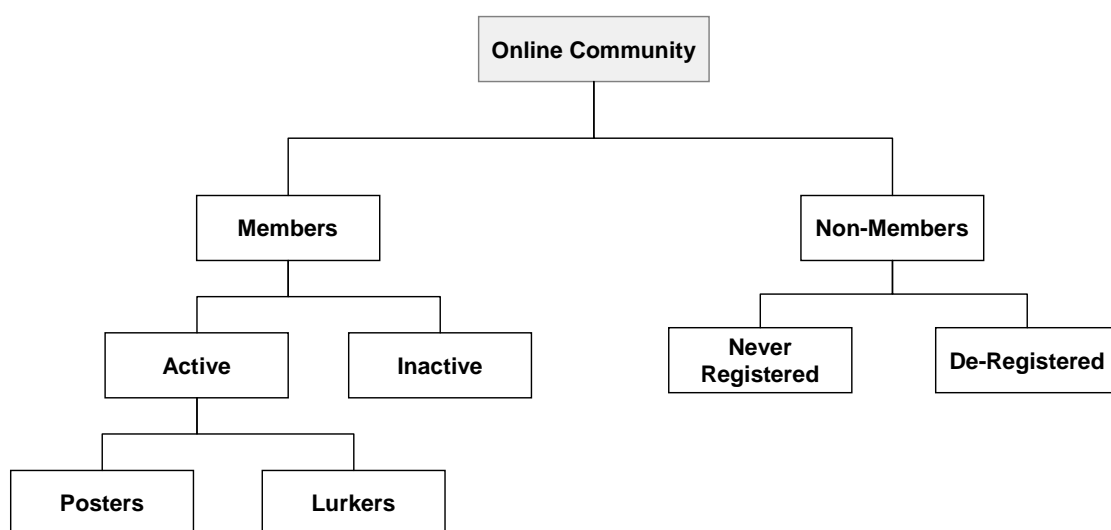 Online Community
Members
Non-Members
Active
Inactive
Never
Registered
De-Registered
Posters
Lurkers